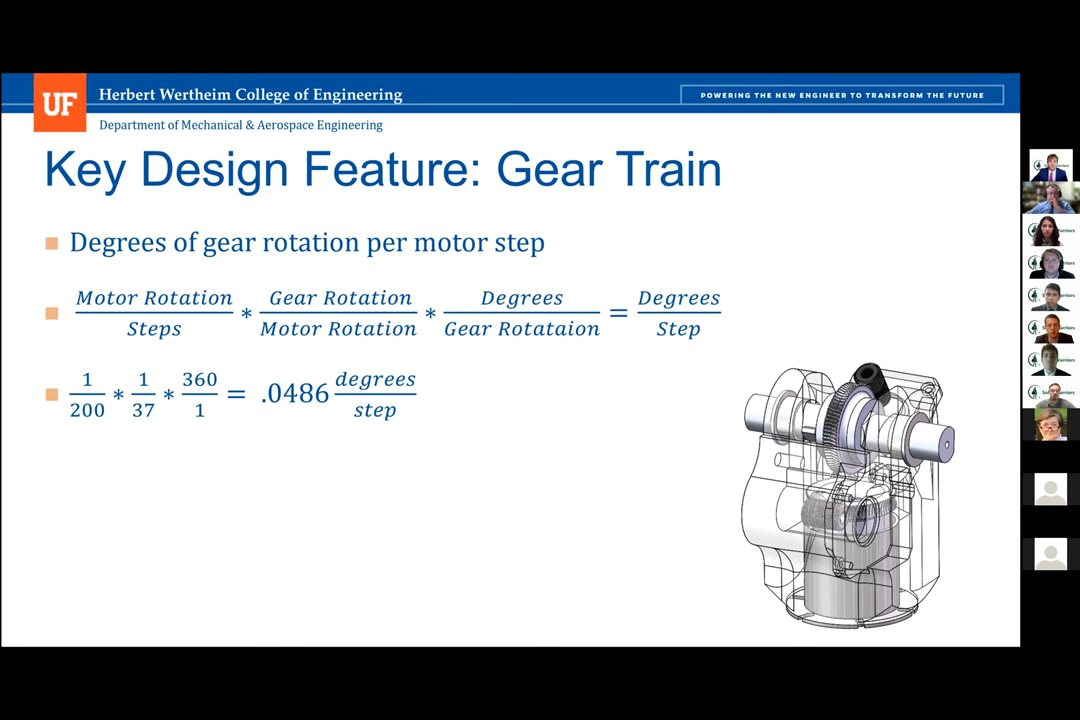 UF
Herbert Wertheim College of Engineering
POWERING THE NEW ENGINEER TO TRANSFORM THE FUTURE
Department of Mechanical & Aerospace Engineering
Key Design Feature: Gear Train
Degrees of gear rotation per motor step
Motor Rotation / Steps * Gear Rotation / Motor Rotation * Degrees / Gear Rotataion = Degrees / Step
1 / 200 * 1 / 37 * 360 / 1 = .0486 degrees / step